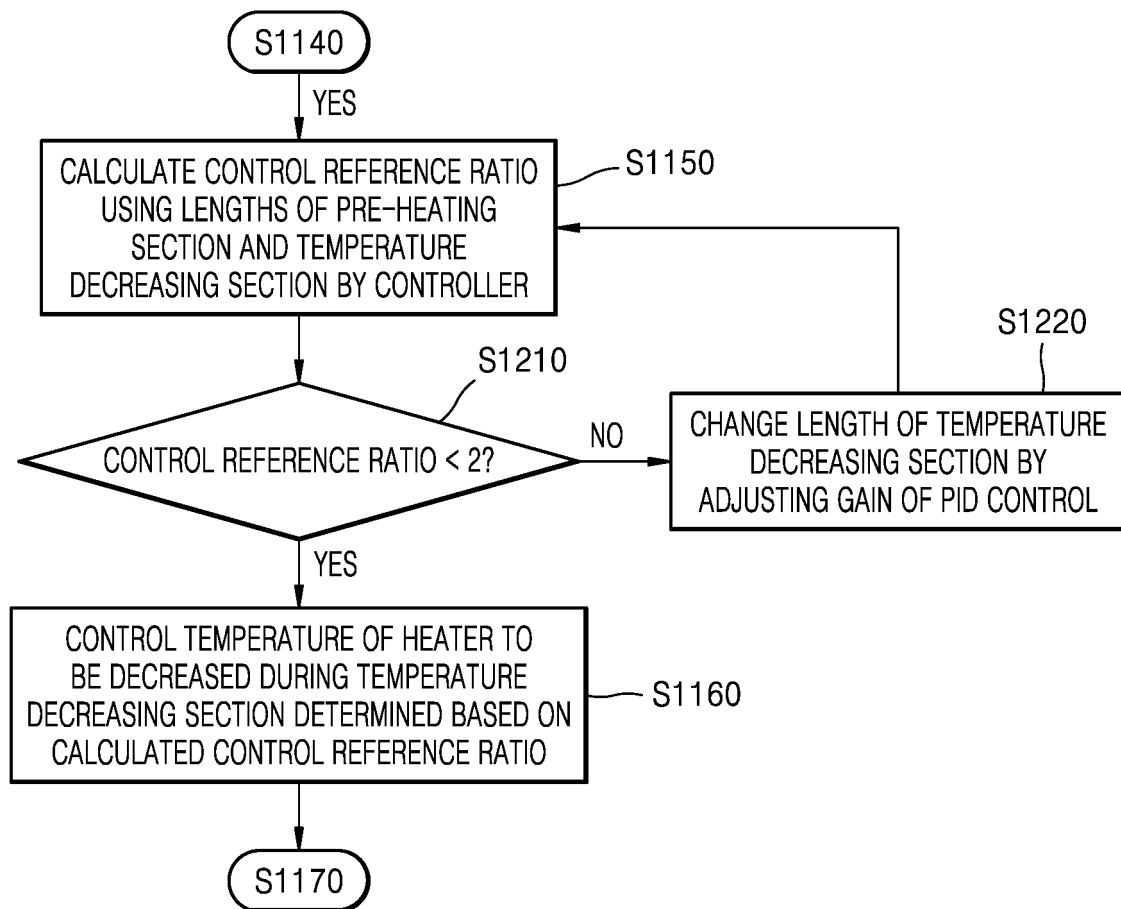 S1140
YES
CALCULATE CONTROL REFERENCE RATIO
USING LENGTHS OF PRE-HEATING
SECTION AND TEMPERATURE
DECREASING SECTION BY CONTROLLER
S1150
S1210
CONTROL REFERENCE RATIO < 2?
NO
S1220
CHANGE LENGTH OF TEMPERATURE
DECREASING SECTION BY
ADJUSTING GAIN OF PID CONTROL
YES
CONTROL TEMPERATURE OF HEATER TO
BE DECREASED DURING TEMPERATURE
DECREASING SECTION DETERMINED BASED ON
CALCULATED CONTROL REFERENCE RATIO
S1160
S1170